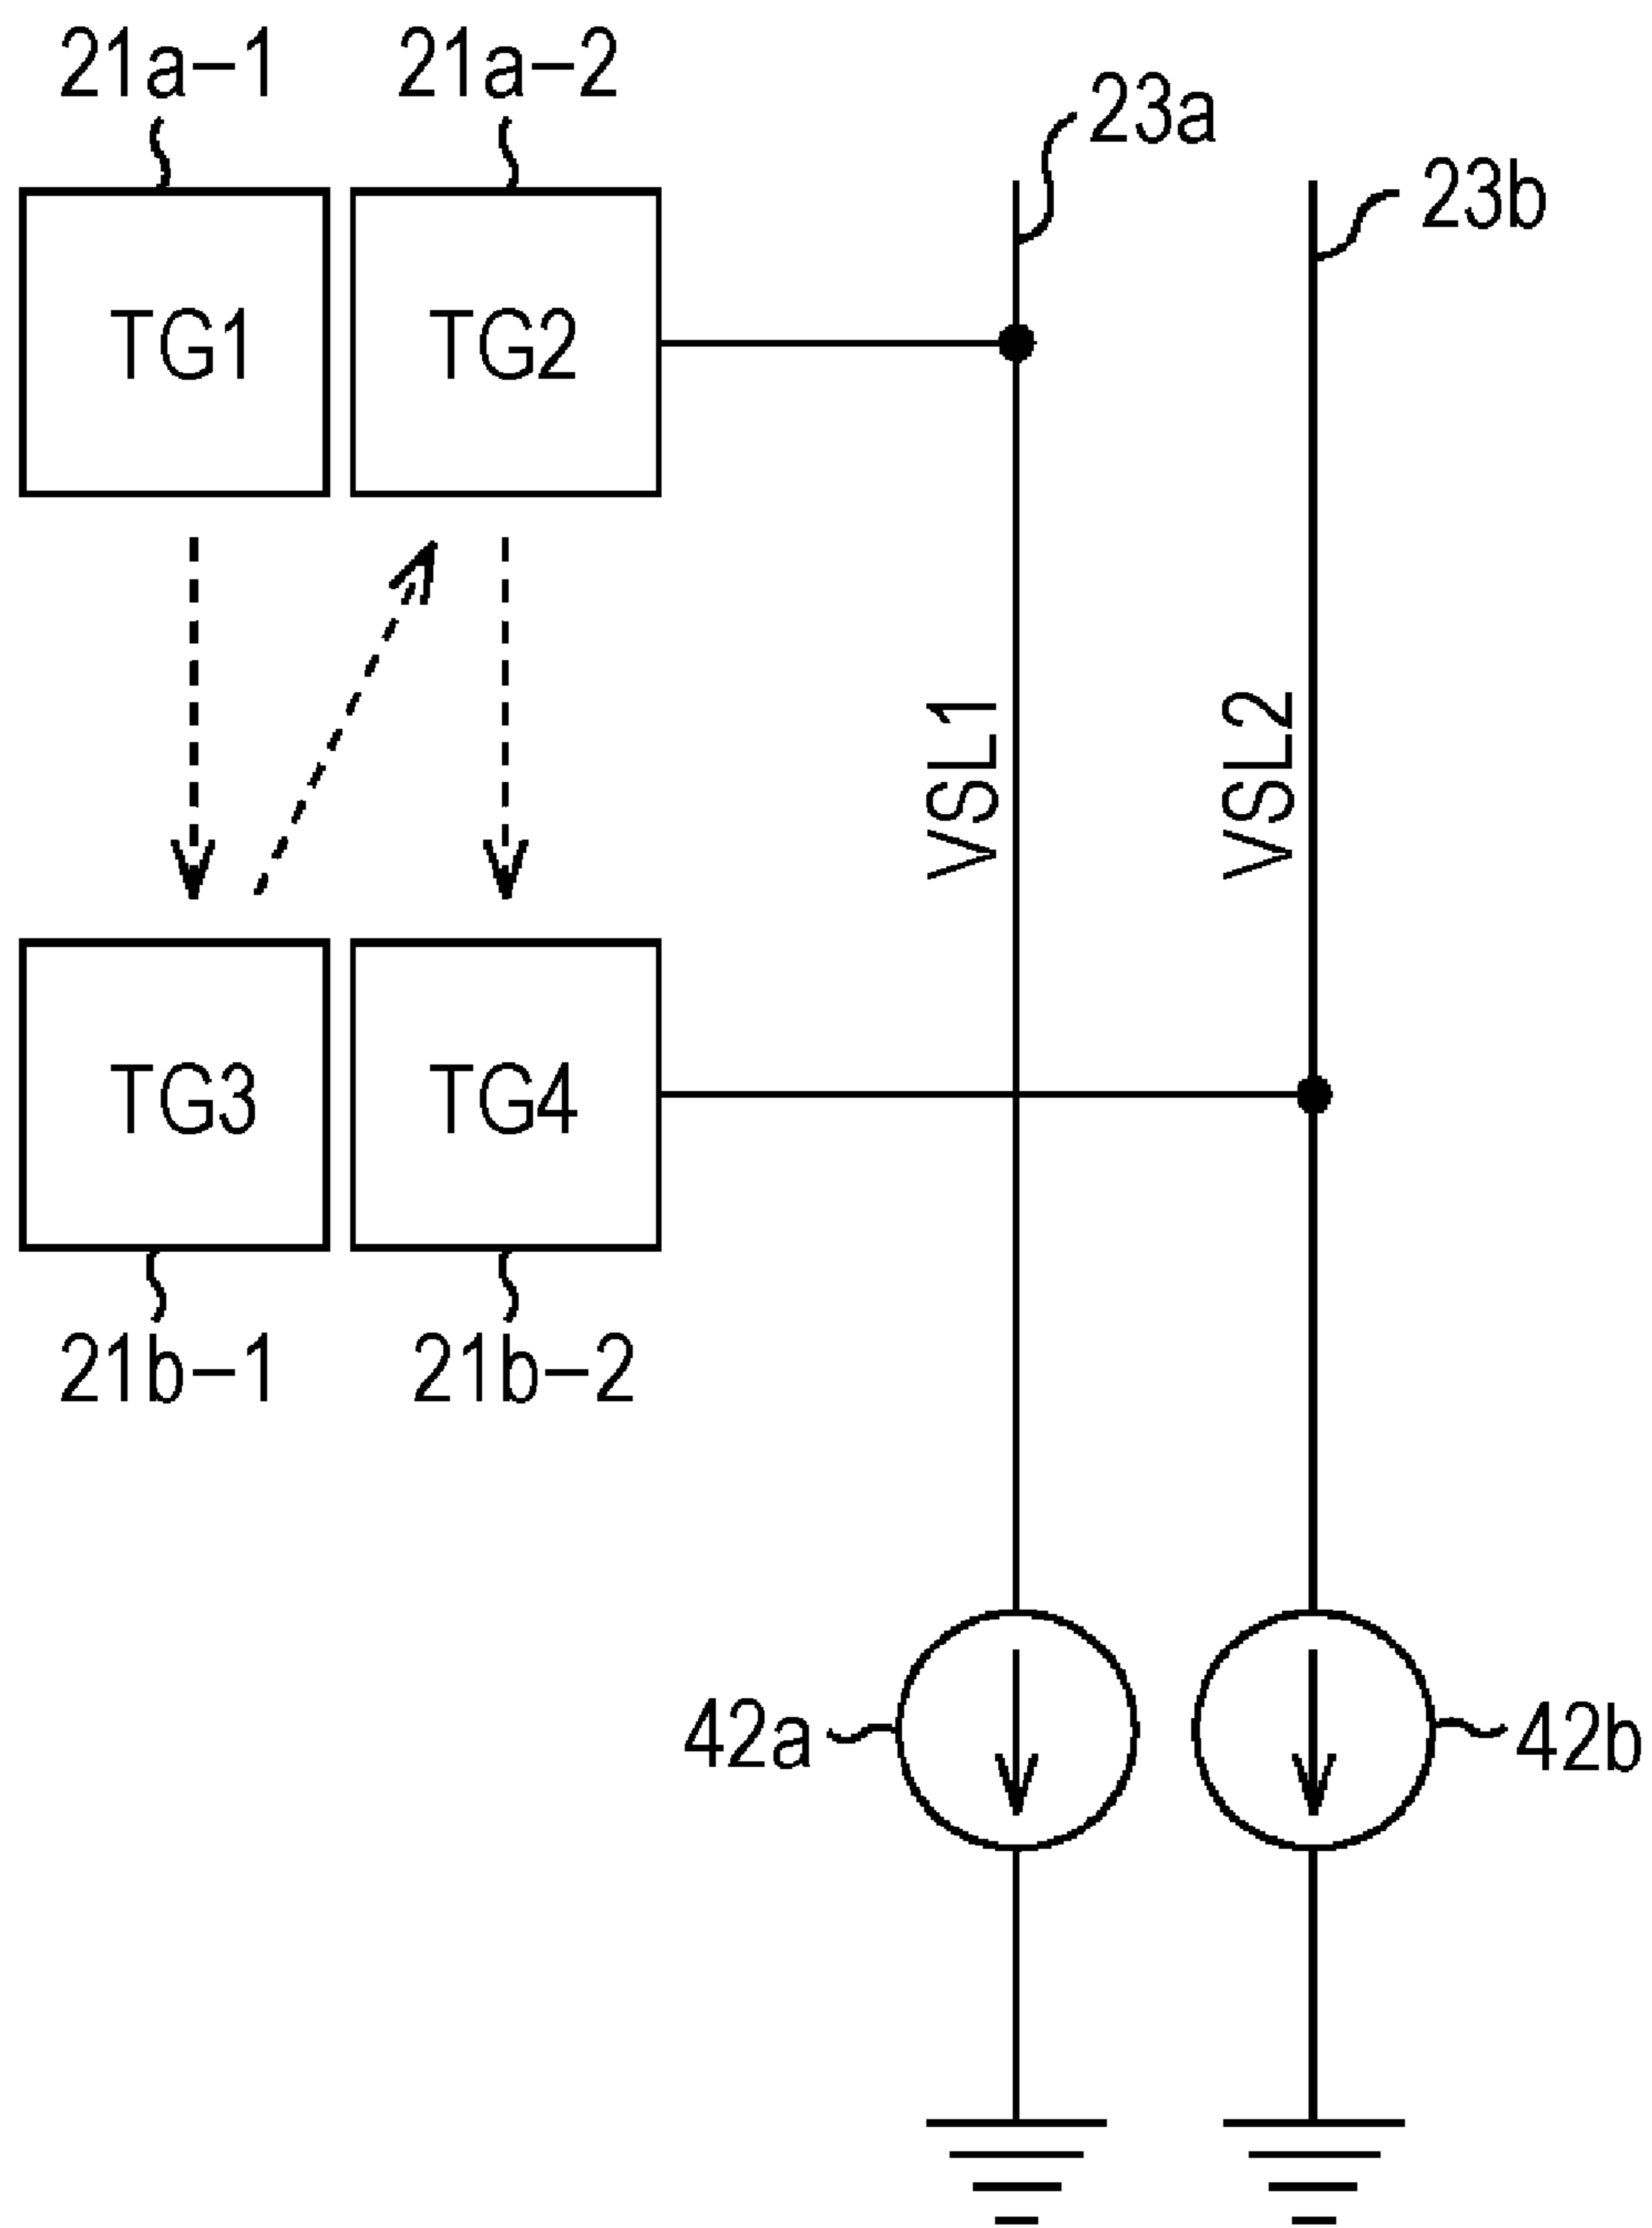 21a–1
21a–2
23a
23b
TG1
TG2
VSL1
VSL2
TG3
TG4
21b–1
21b–2
42a
42b